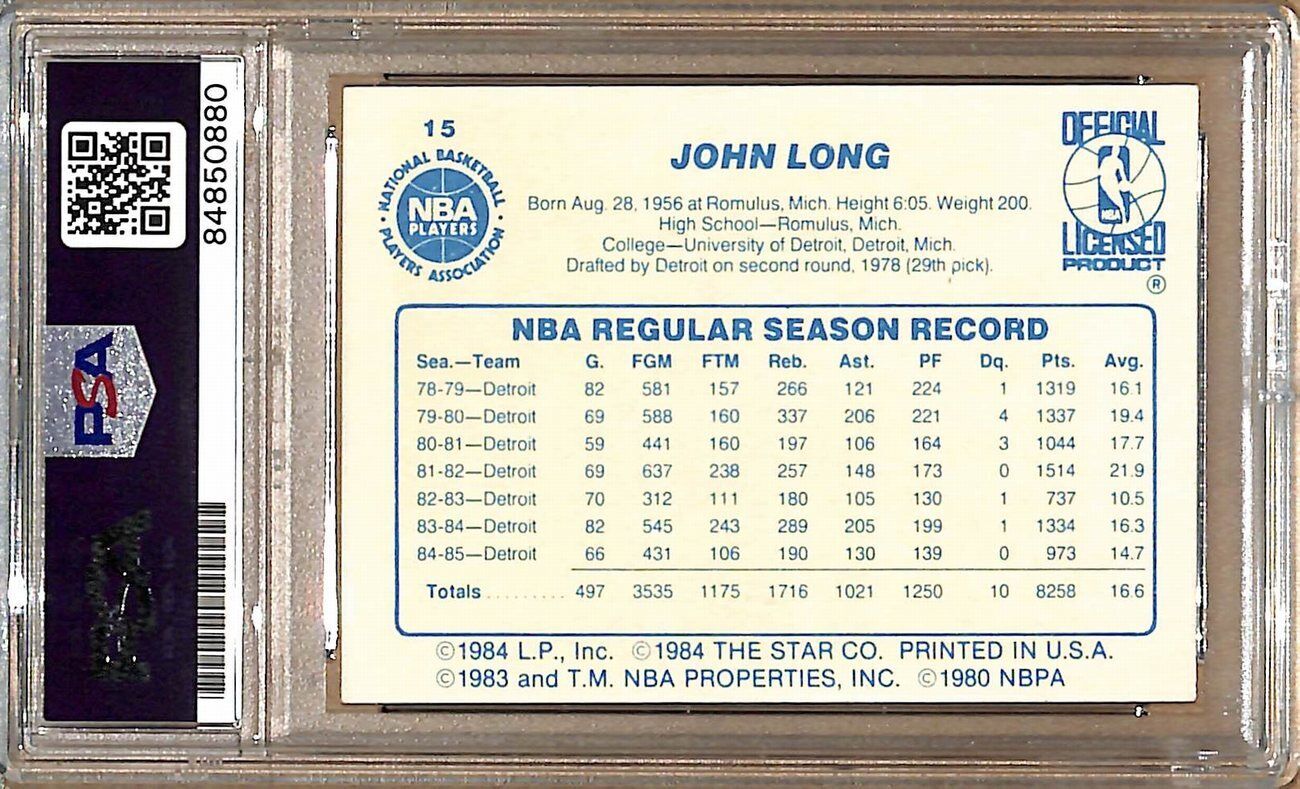 84850880
PSA
15
NATIONAL BASKETBALL
NBA
PLAYERS
PLAYERS ASSOCIATION
JOHN LONG
Born Aug. 28, 1956 at Romulus, Mich. Height 6:05. Weight 200.
High School—Romulus, Mich.
College—University of Detroit, Detroit, Mich.
Drafted by Detroit on second round, 1978 (29th pick).
OFFICIAL
NBA
LICENSED
PRODUCT
®
NBA REGULAR SEASON RECORD
Sea.—Team G. FGM FTM Reb. Ast. PF Dq. Pts. Avg.
78-79—Detroit 82 581 157 266 121 224 1 1319 16.1
79-80—Detroit 69 588 160 337 206 221 4 1337 19.4
80-81—Detroit 59 441 160 197 106 164 3 1044 17.7
81-82—Detroit 69 637 238 257 148 173 0 1514 21.9
82-83—Detroit 70 312 111 180 105 130 1 737 10.5
83-84—Detroit 82 545 243 289 205 199 1 1334 16.3
84-85—Detroit 66 431 106 190 130 139 0 973 14.7
Totals ......... 497 3535 1175 1716 1021 1250 10 8258 16.6
©1984 L.P., Inc. ©1984 THE STAR CO. PRINTED IN U.S.A.
©1983 and T.M. NBA PROPERTIES, INC. ©1980 NBPA